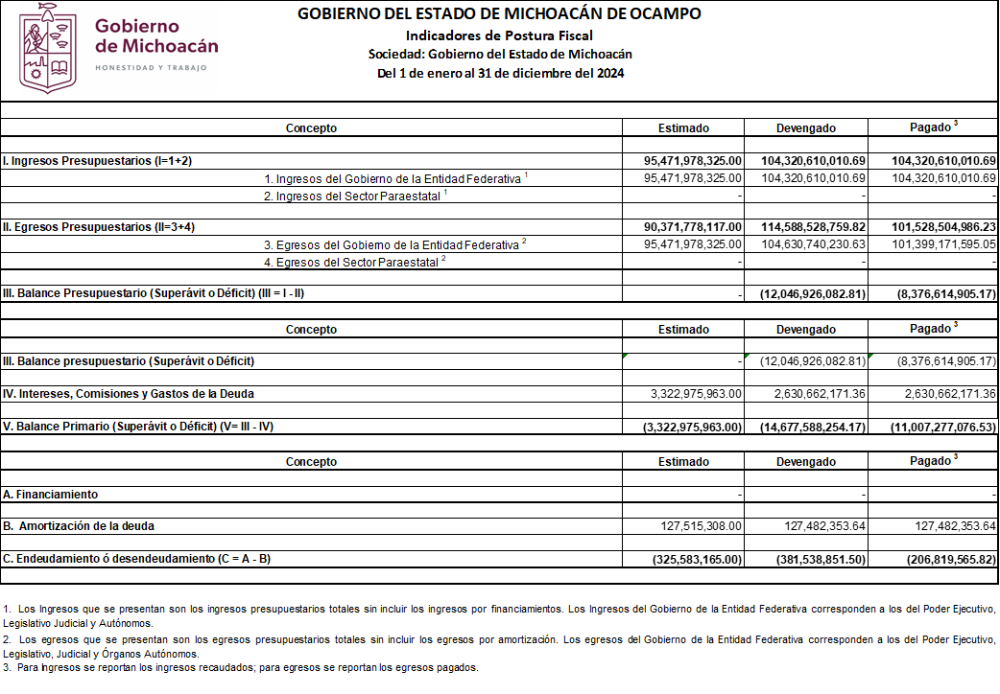 Gobierno
de Michoacán
HONESTIDAD Y TRABAJO
GOBIERNO DEL ESTADO DE MICHOACÁN DE OCAMPO
Indicadores de Postura Fiscal
Sociedad: Gobierno del Estado de Michoacán
Del 1 de enero al 31 de diciembre del 2024
Concepto Estimado Devengado Pagado 3
I. Ingresos Presupuestarios (I=1+2) 95,471,978,325.00 104,320,610,010.69 104,320,610,010.69
1. Ingresos del Gobierno de la Entidad Federativa 1 95,471,978,325.00 104,320,610,010.69 104,320,610,010.69
2. Ingresos del Sector Paraestatal 1 - - -
II. Egresos Presupuestarios (II=3+4) 90,371,778,117.00 114,588,528,759.82 101,528,504,986.23
3. Egresos del Gobierno de la Entidad Federativa 2 95,471,978,325.00 104,630,740,230.63 101,399,171,595.05
4. Egresos del Sector Paraestatal 2 - - -
III. Balance Presupuestario (Superávit o Déficit) (III = I - II) - (12,046,926,082.81) (8,376,614,905.17)
Concepto Estimado Devengado Pagado 3
III. Balance presupuestario (Superávit o Déficit) - (12,046,926,082.81) (8,376,614,905.17)
IV. Intereses, Comisiones y Gastos de la Deuda 3,322,975,963.00 2,630,662,171.36 2,630,662,171.36
V. Balance Primario (Superávit o Déficit) (V= III - IV) (3,322,975,963.00) (14,677,588,254.17) (11,007,277,076.53)
Concepto Estimado Devengado Pagado 3
A. Financiamiento - - -
B. Amortización de la deuda 127,515,308.00 127,482,353.64 127,482,353.64
C. Endeudamiento ó desendeudamiento (C = A - B) (325,583,165.00) (381,538,851.50) (206,819,565.82)
1. Los Ingresos que se presentan son los ingresos presupuestarios totales sin incluir los ingresos por financiamientos. Los Ingresos del Gobierno de la Entidad Federativa corresponden a los del Poder Ejecutivo,
Legislativo Judicial y Autónomos.
2. Los egresos que se presentan son los egresos presupuestarios totales sin incluir los egresos por amortización. Los egresos del Gobierno de la Entidad Federativa corresponden a los del Poder Ejecutivo,
Legislativo, Judicial y Órganos Autónomos.
3. Para Ingresos se reportan los ingresos recaudados; para egresos se reportan los egresos pagados.